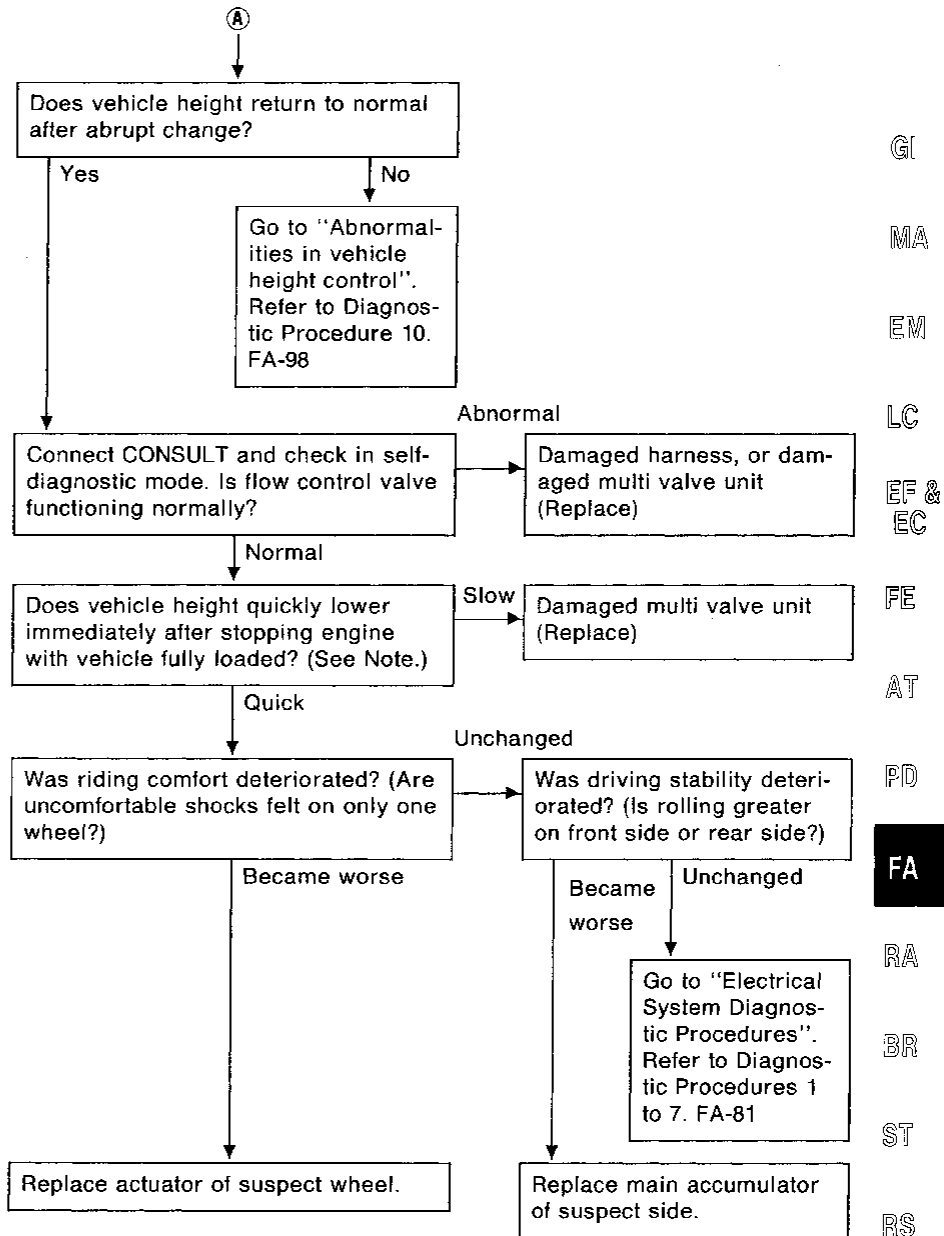 A
Does vehicle height return to normal
after abrupt change?
Yes
No
Go to "Abnormal-
ities in vehicle
height control".
Refer to Diagnos-
tic Procedure 10.
FA-98
Abnormal
Connect CONSULT and check in self-
diagnostic mode. Is flow control valve
functioning normally?
Damaged harness, or dam-
aged multi valve unit
(Replace)
Normal
Does vehicle height quickly lower
immediately after stopping engine
with vehicle fully loaded? (See Note.)
Slow
Damaged multi valve unit
(Replace)
Quick
Unchanged
Was riding comfort deteriorated? (Are
uncomfortable shocks felt on only one
wheel?)
Was driving stability deteri-
orated? (Is rolling greater
on front side or rear side?)
Became worse
Became
worse
Unchanged
Go to "Electrical
System Diagnos-
tic Procedures".
Refer to Diagnos-
tic Procedures 1
to 7. FA-81
Replace actuator of suspect wheel.
Replace main accumulator
of suspect side.
GI
MA
EM
LC
EF &
EC
FE
AT
PD
FA
RA
BR
ST
RS